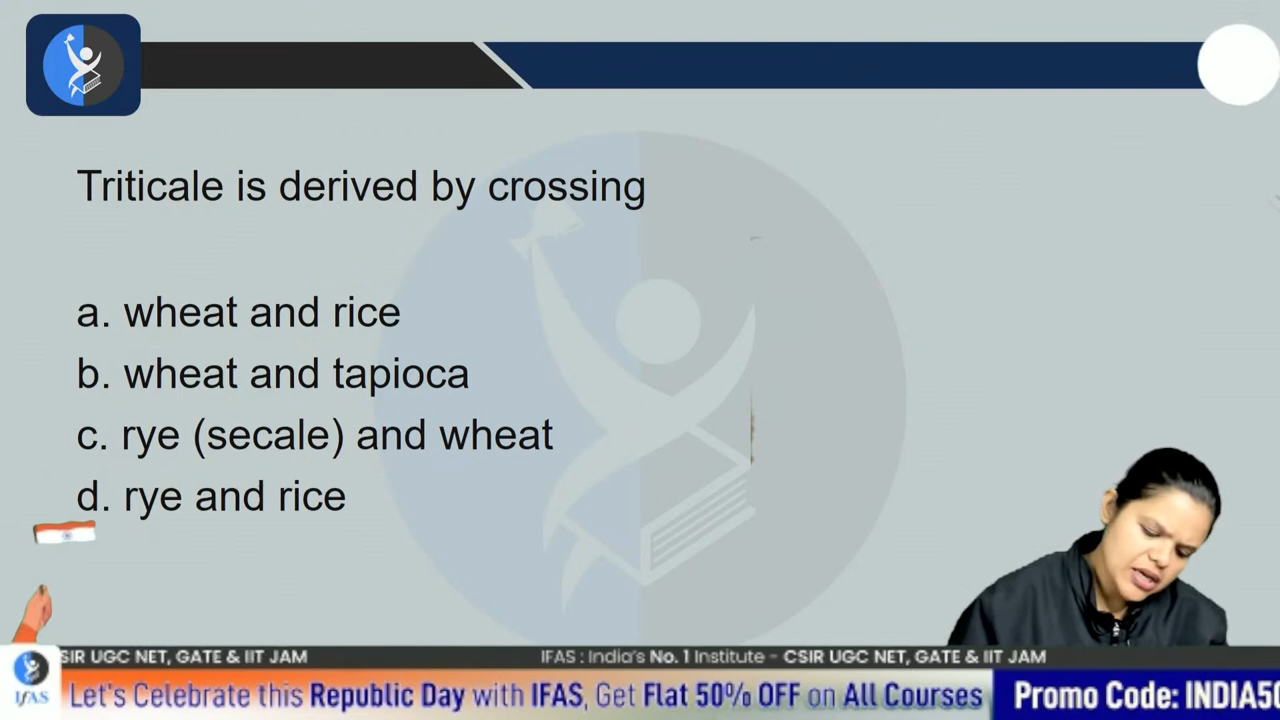 Triticale is derived by crossing
a. wheat and rice
b. wheat and tapioca
c. rye (secale) and wheat
d. rye and rice
SIR UGC NET, GATE & IIT JAM
IFAS : India's No. 1 Institute - CSIR UGC NET, GATE & IIT JAM
IFAS
Let's Celebrate this Republic Day with IFAS, Get Flat 50% OFF on All Courses
Promo Code: INDIA50